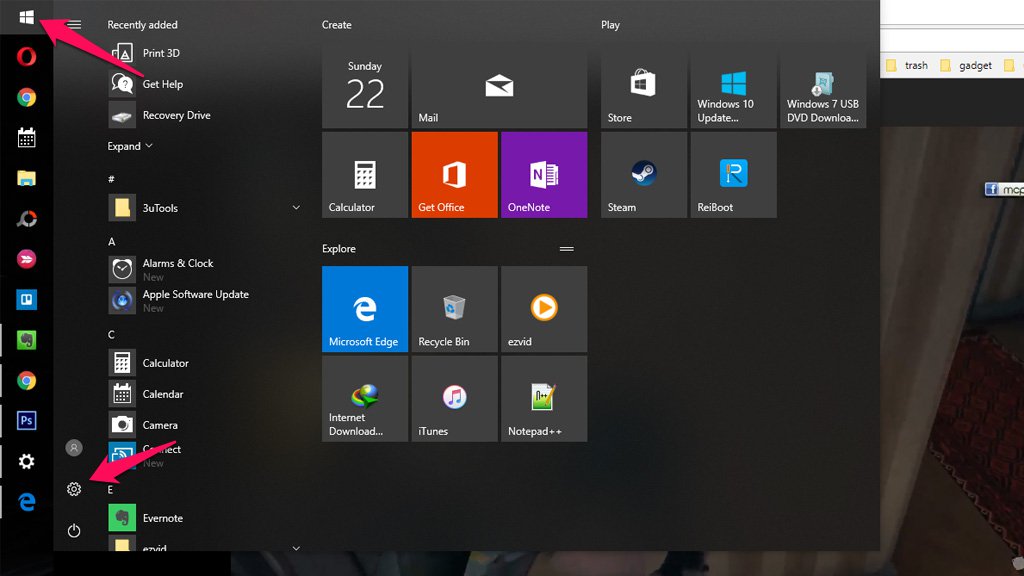 Recently added
Print 3D
Get Help
Recovery Drive
Expand
#
3uTools
A
Alarms & Clock
New
Apple Software Update
New
C
Calculator
Calendar
Camera
Connect
New
E
Evernote
ezvid
Create
Sunday
22
Mail
Calculator
Get Office
OneNote
Explore
Microsoft Edge
Recycle Bin
ezvid
Internet
Download...
iTunes
Notepad++
Play
Store
Windows 10
Update...
Windows 7 USB
DVD Downloa...
Steam
ReiBoot
trash
gadget
Ps